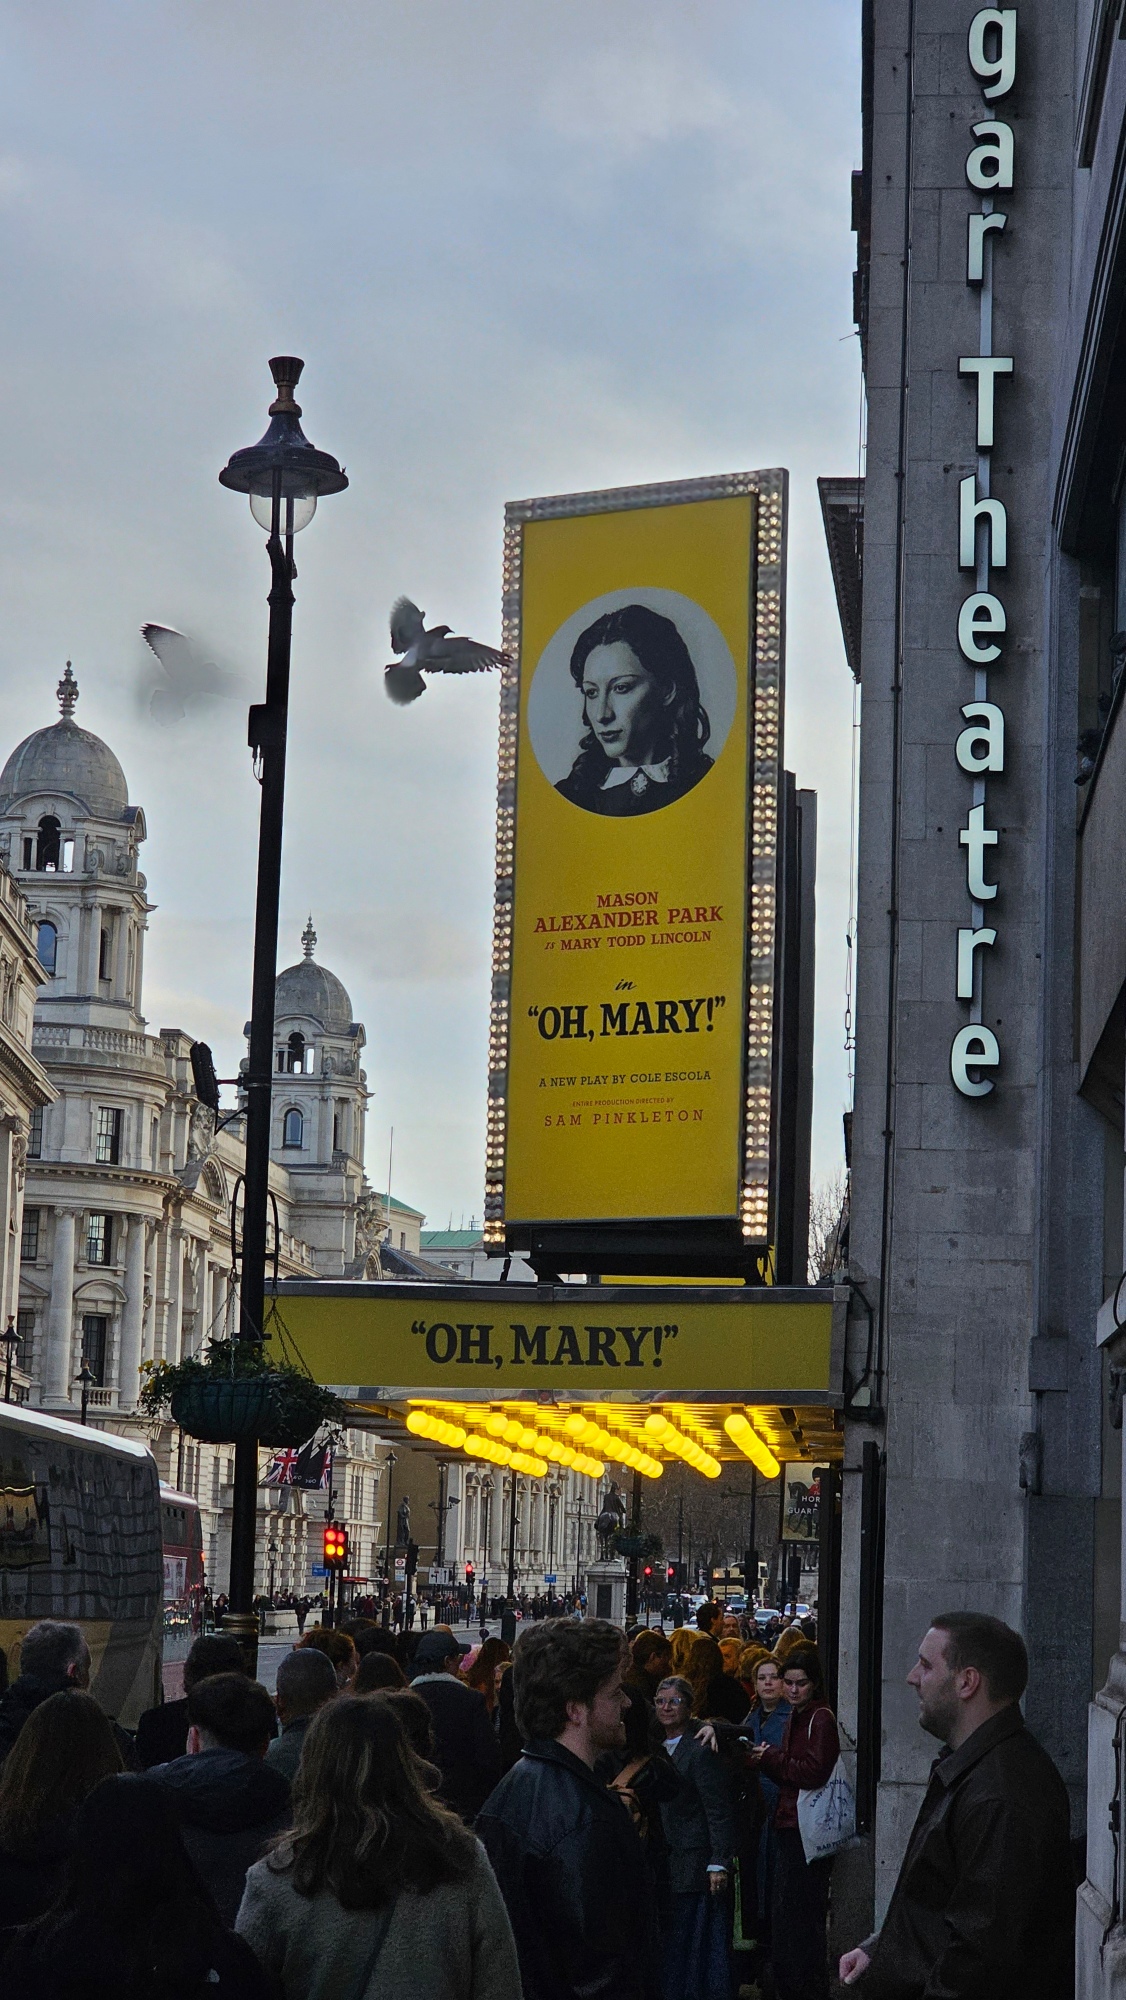 gar Theatre
MASON
ALEXANDER PARK
IS MARY TODD LINCOLN
in
“OH, MARY!”
A NEW PLAY BY COLE ESCOLA
ENTIRE PRODUCTION DIRECTED BY
SAM PINKLETON
“OH, MARY!”